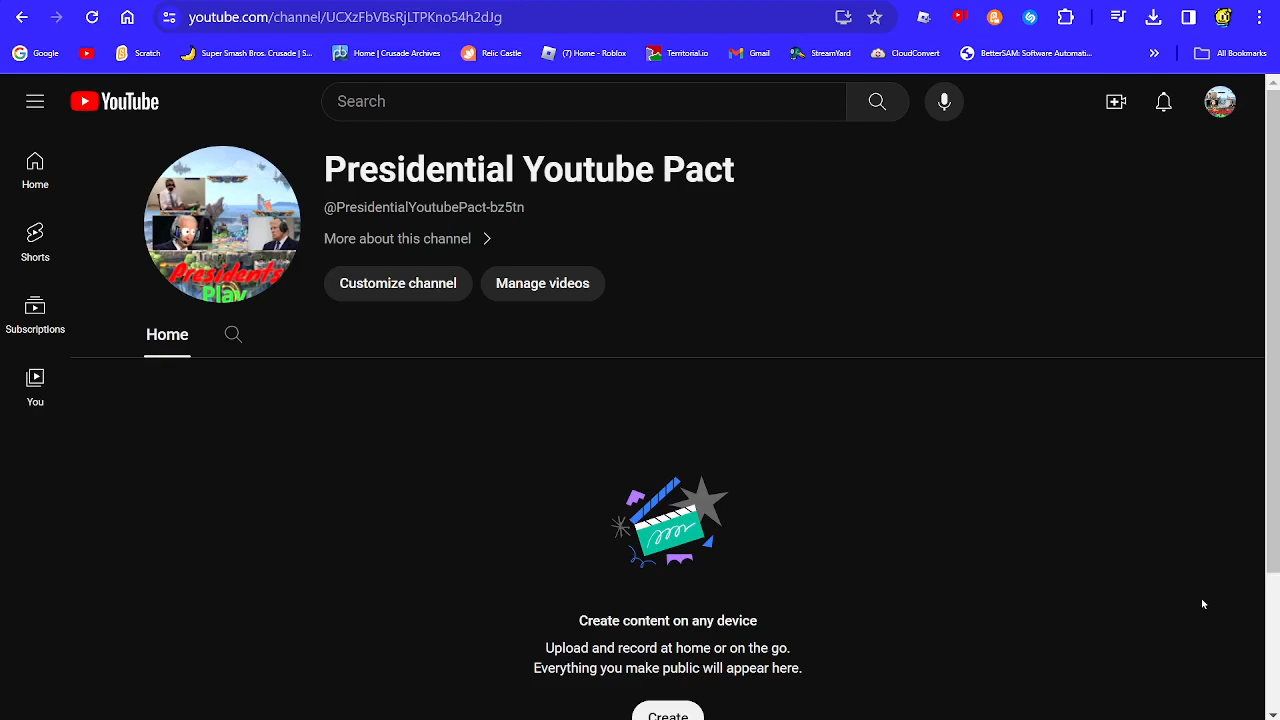 youtube.com/channel/UCXzFbVBsRjLTPKno54h2dJg
Google Scratch Super Smash Bros. Crusade | S... Home | Crusade Archives Relic Castle (7) Home - Roblox Territorial.io Gmail StreamYard CloudConvert BetterSAM: Software Automati... » All Bookmarks
YouTube
Search
Home
Shorts
Subscriptions
You
Presidents
Play
Presidential Youtube Pact
@PresidentialYoutubePact-bz5tn
More about this channel
Customize channel Manage videos
Home
Create content on any device
Upload and record at home or on the go.
Everything you make public will appear here.
Create